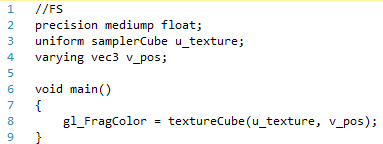 1 //FS
2 precision mediump float;
3 uniform samplerCube u_texture;
4 varying vec3 v_pos;
5
6 void main()
7 {
8     gl_FragColor = textureCube(u_texture, v_pos);
9 }